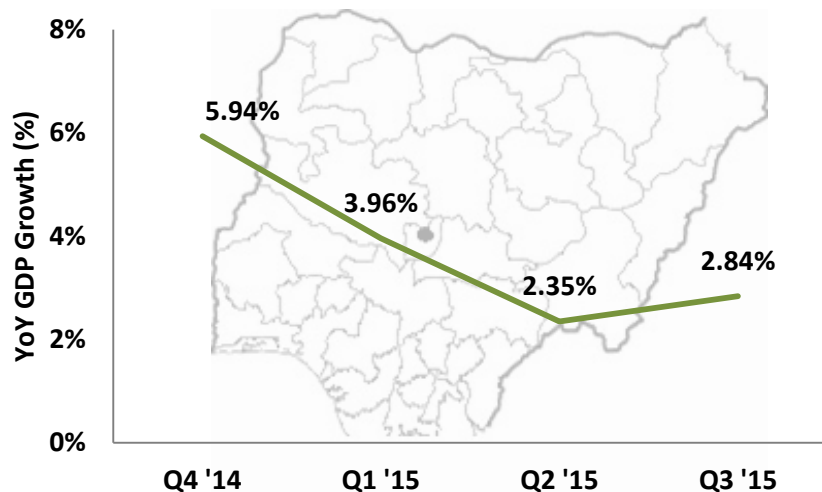 YoY GDP Growth (%)
8%
6%
4%
2%
0%
5.94%
3.96%
2.35%
2.84%
Q4 '14
Q1 '15
Q2 '15
Q3 '15